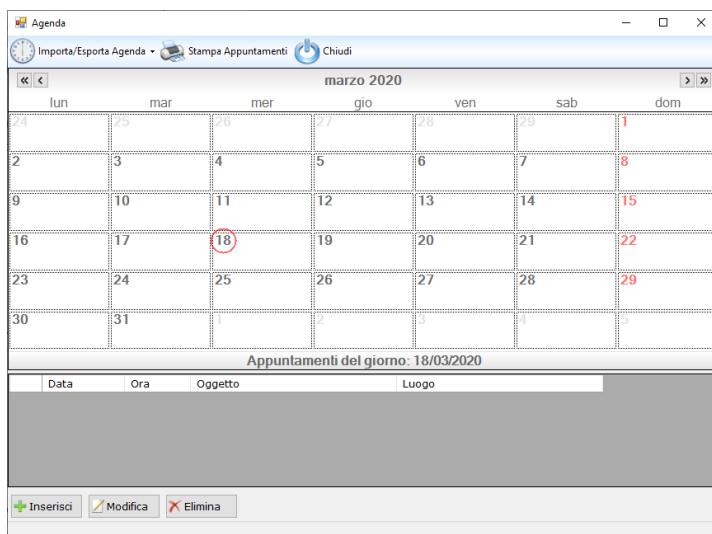 Agenda
Importa/Esporta Agenda Stampa Appuntamenti Chiudi
marzo 2020
lun mar mer gio ven sab dom
24 25 26 27 28 29 1
2 3 4 5 6 7 8
9 10 11 12 13 14 15
16 17 18 19 20 21 22
23 24 25 26 27 28 29
30 31 1 2 3 4 5
Appuntamenti del giorno: 18/03/2020
Data Ora Oggetto Luogo
Inserisci Modifica Elimina